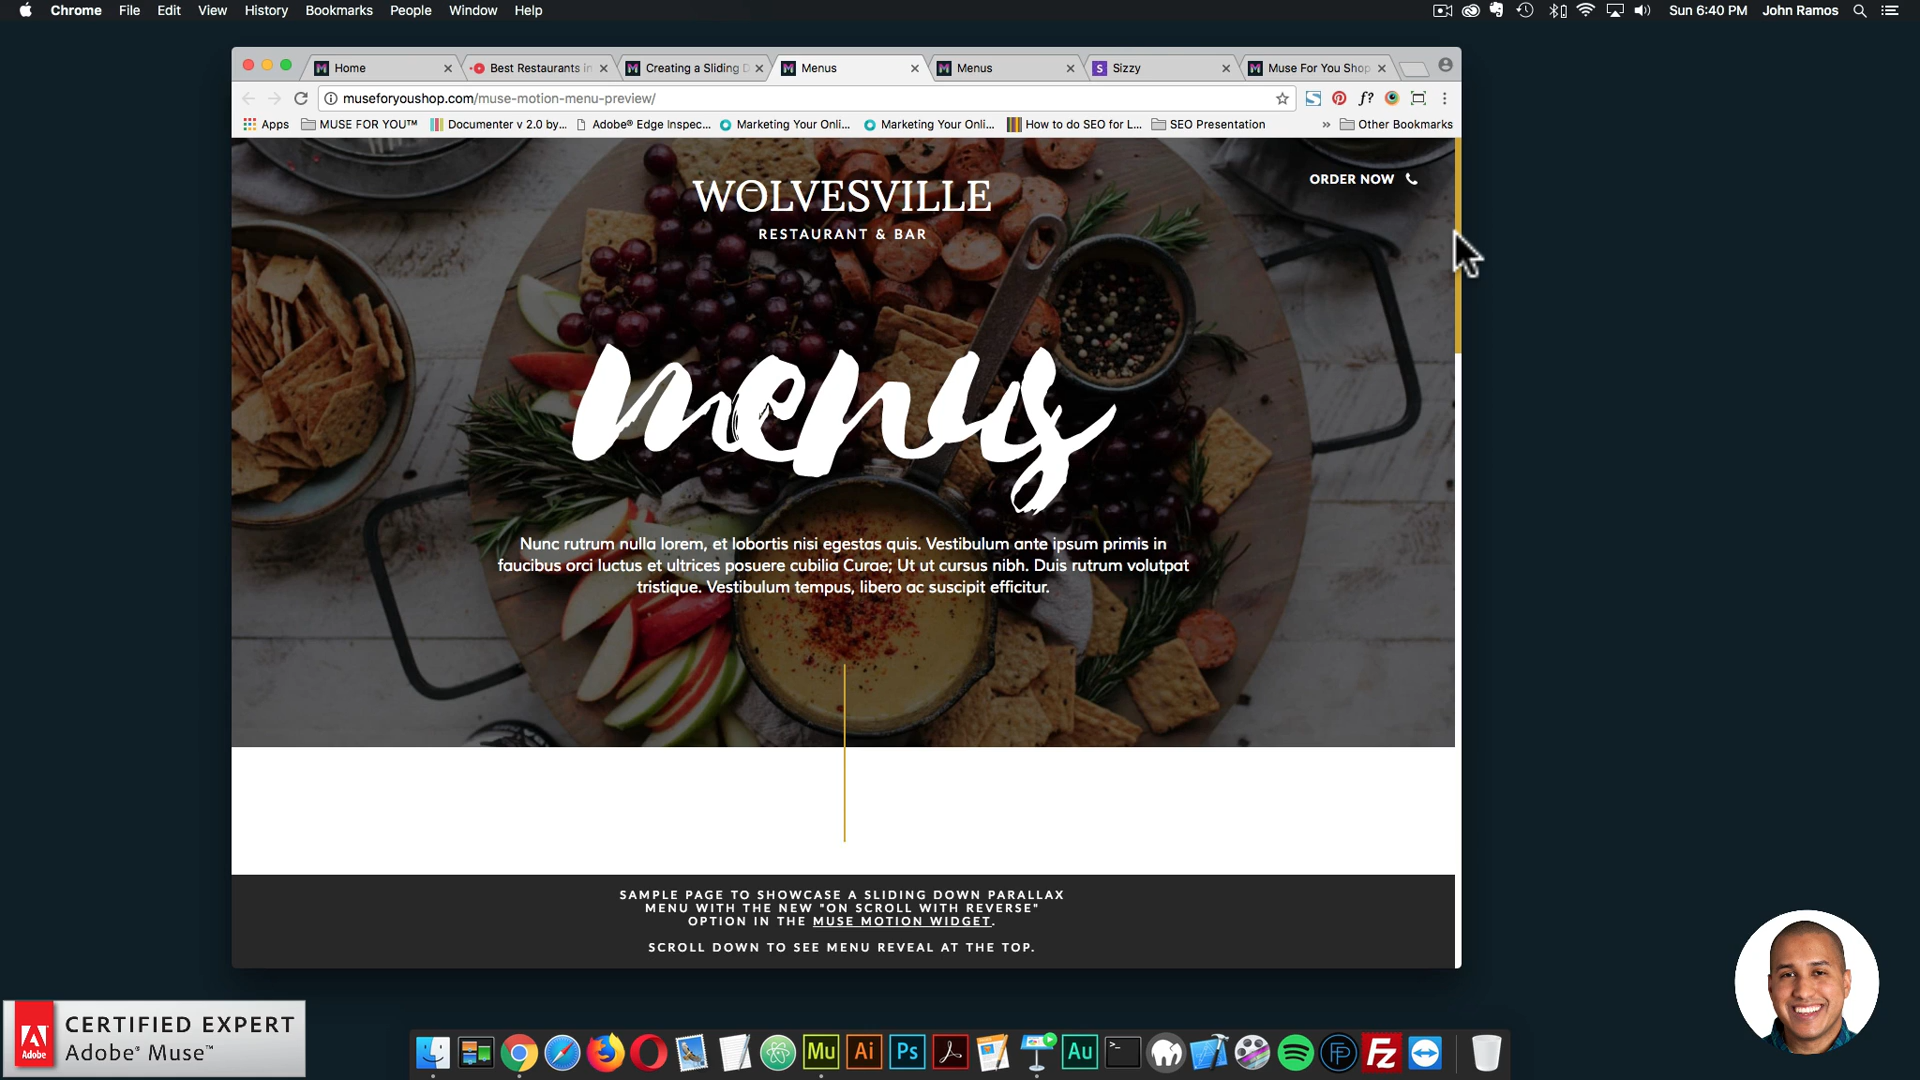 Chrome File Edit View History Bookmarks People Window Help
Sun 6:40 PM John Ramos
Home
Best Restaurants in
Creating a Sliding D
Menus
Menus
Sizzy
Muse For You Shop
museforyoushop.com/muse-motion-menu-preview/
Apps MUSE FOR YOU™ Documenter v 2.0 by... Adobe® Edge Inspec... Marketing Your Onli... Marketing Your Onli... How to do SEO for L... SEO Presentation » Other Bookmarks
ORDER NOW
WOLVESVILLE
RESTAURANT & BAR
menus
Nunc rutrum nulla lorem, et lobortis nisi egestas quis. Vestibulum ante ipsum primis in
faucibus orci luctus et ultrices posuere cubilia Curae; Ut ut cursus nibh. Duis rutrum volutpat
tristique. Vestibulum tempus, libero ac suscipit efficitur.
SAMPLE PAGE TO SHOWCASE A SLIDING DOWN PARALLAX
MENU WITH THE NEW "ON SCROLL WITH REVERSE"
OPTION IN THE MUSE MOTION WIDGET.
SCROLL DOWN TO SEE MENU REVEAL AT THE TOP.
Adobe
CERTIFIED EXPERT
Adobe® Muse™
Mu Ai Ps Au Fz